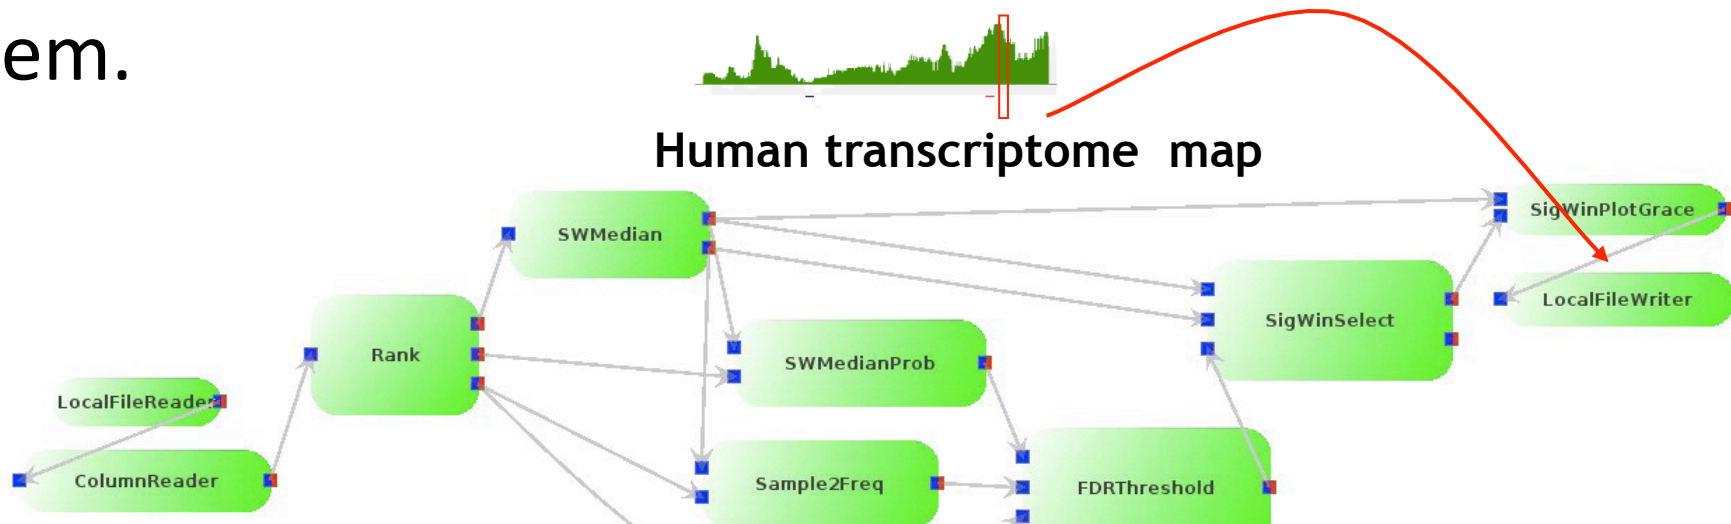 em.
Human transcriptome map
SWMedian
SigWinPlotGrace
LocalFileWriter
SigWinSelect
Rank
SWMedianProb
LocalFileReader
ColumnReader
Sample2Freq
FDRThreshold